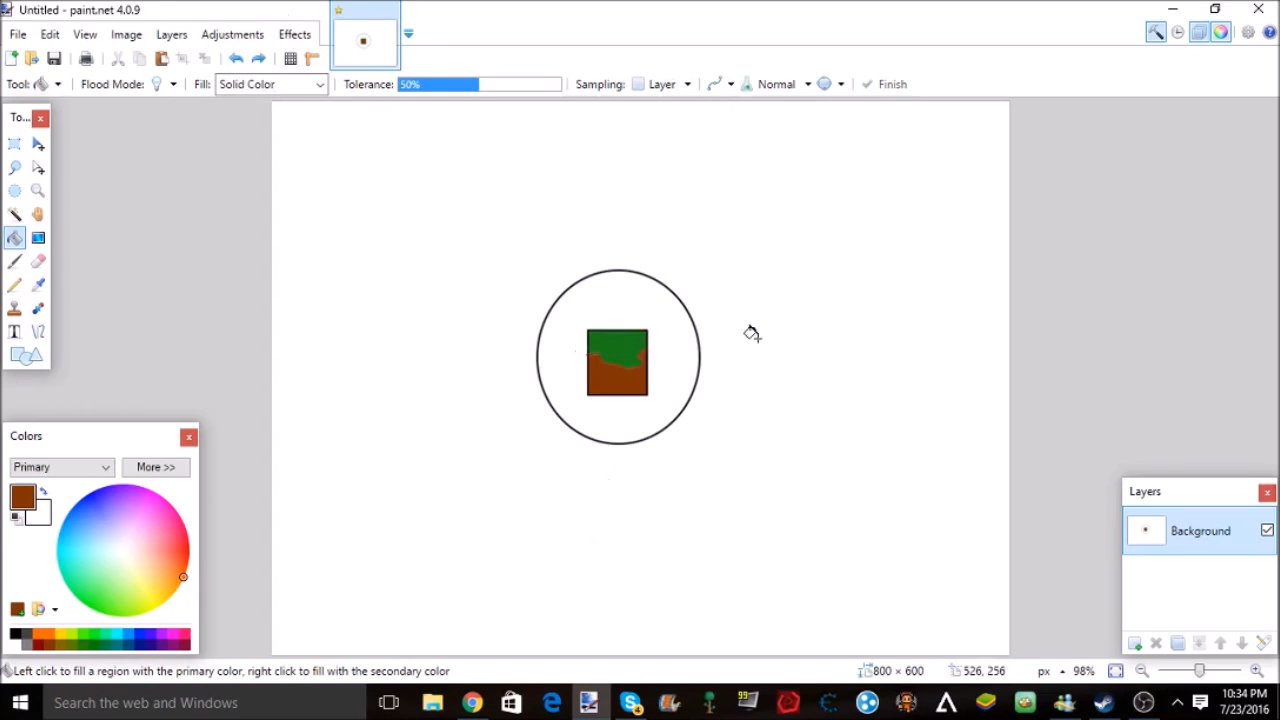 Untitled - paint.net 4.0.9
File Edit View Image Layers Adjustments Effects
Tool: Flood Mode: Fill: Solid Color Tolerance: 50% Sampling: Layer Normal Finish
To...
Colors
Primary More >>
Layers
Background
Left click to fill a region with the primary color, right click to fill with the secondary color
800 × 600 526, 256 px 98%
Search the web and Windows
99
10:34 PM
7/23/2016